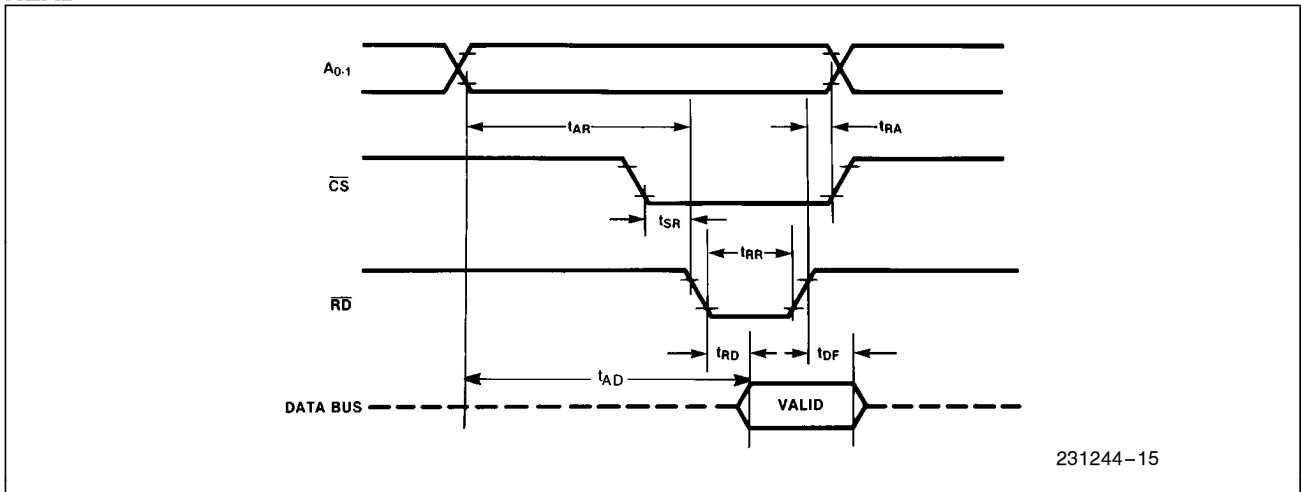 A0-1
tAR
tRA
CS
tSR
tRR
RD
tRD
tDF
tAD
DATA BUS
VALID
231244–15